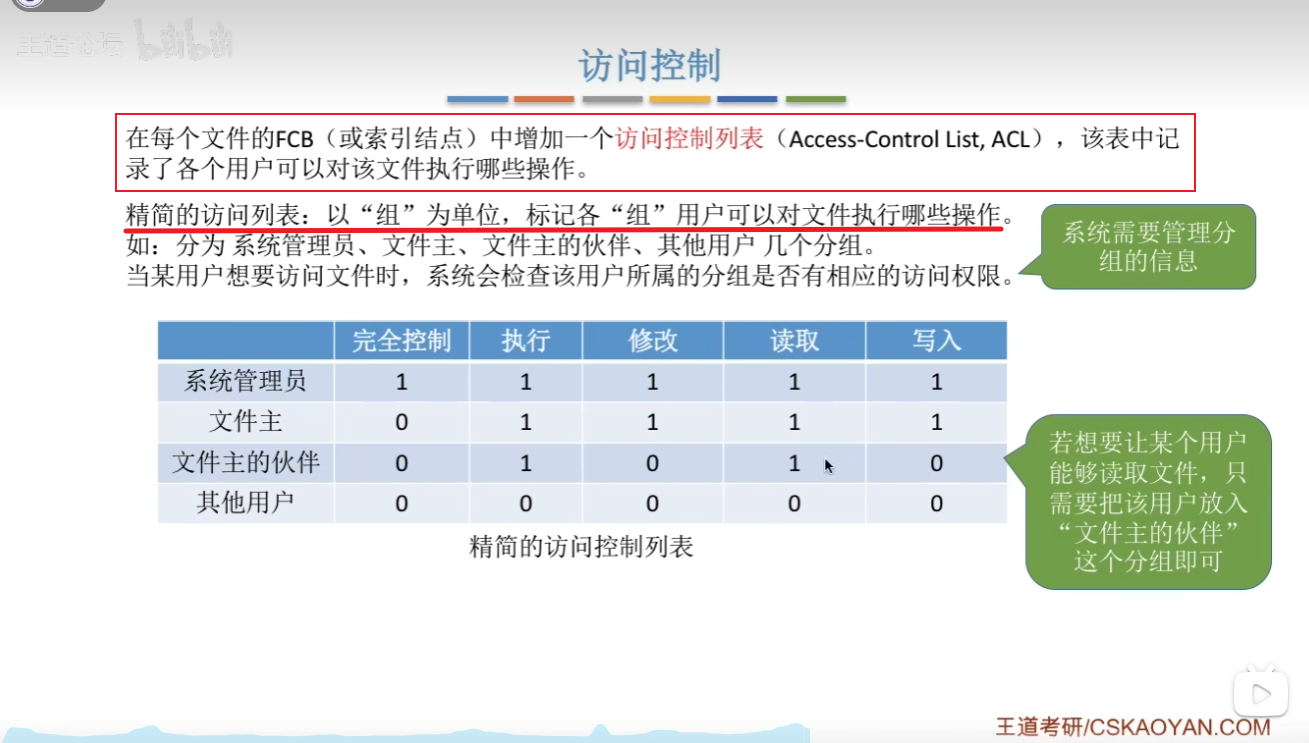 王道论坛 bilibili
访问控制
在每个文件的FCB（或索引结点）中增加一个访问控制列表（Access-Control List, ACL），该表中记
录了各个用户可以对该文件执行哪些操作。
精简的访问列表：以“组”为单位，标记各“组”用户可以对文件执行哪些操作。
如：分为 系统管理员、文件主、文件主的伙伴、其他用户 几个分组。
当某用户想要访问文件时，系统会检查该用户所属的分组是否有相应的访问权限。
系统需要管理分
组的信息
完全控制 执行 修改 读取 写入
系统管理员 1 1 1 1 1
文件主 0 1 1 1 1
文件主的伙伴 0 1 0 1 0
其他用户 0 0 0 0 0
精简的访问控制列表
若想要让某个用户
能够读取文件，只
需要把该用户放入
“文件主的伙伴”
这个分组即可
王道考研/CSKAOYAN.COM